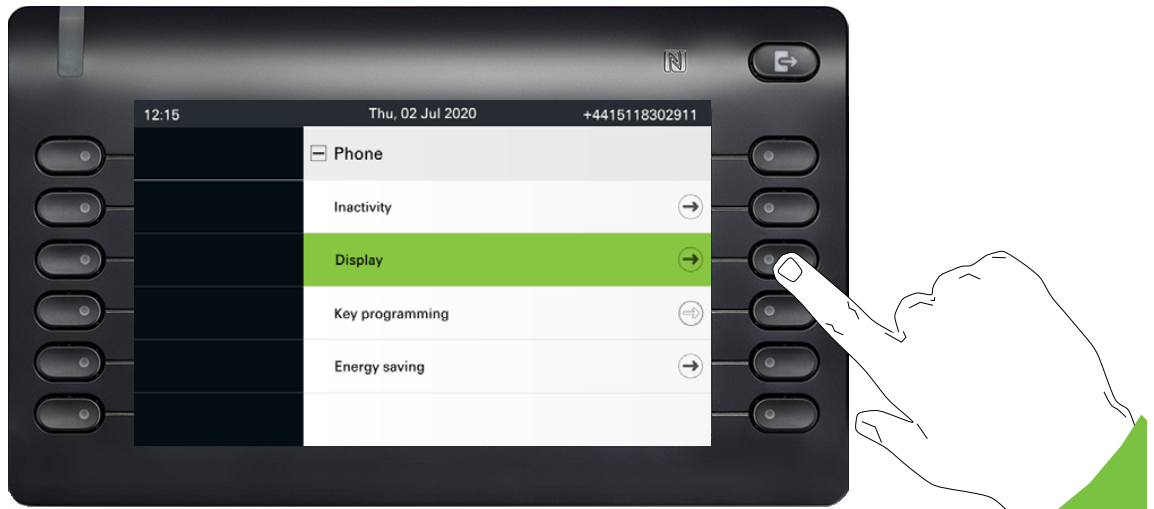 12:15 Thu, 02 Jul 2020 +4415118302911
Phone
Inactivity
Display
Key programming
Energy saving